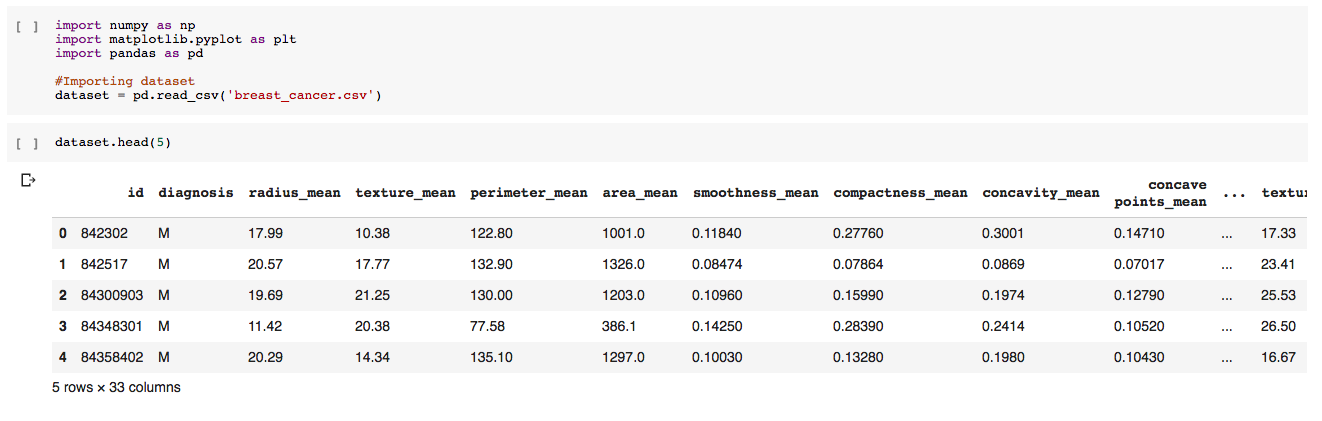 [ ] import numpy as np
import matplotlib.pyplot as plt
import pandas as pd
#Importing dataset
dataset = pd.read_csv('breast_cancer.csv')
[ ] dataset.head(5)
id diagnosis radius_mean texture_mean perimeter_mean area_mean smoothness_mean compactness_mean concavity_mean concave points_mean ...
0 842302 M 17.99 10.38 122.80 1001.0 0.11840 0.27760 0.3001 0.14710 ... 17.33
1 842517 M 20.57 17.77 132.90 1326.0 0.08474 0.07864 0.0869 0.07017 ... 23.41
2 84300903 M 19.69 21.25 130.00 1203.0 0.10960 0.15990 0.1974 0.12790 ... 25.53
3 84348301 M 11.42 20.38 77.58 386.1 0.14250 0.28390 0.2414 0.10520 ... 26.50
4 84358402 M 20.29 14.34 135.10 1297.0 0.10030 0.13280 0.1980 0.10430 ... 16.67
5 rows × 33 columns